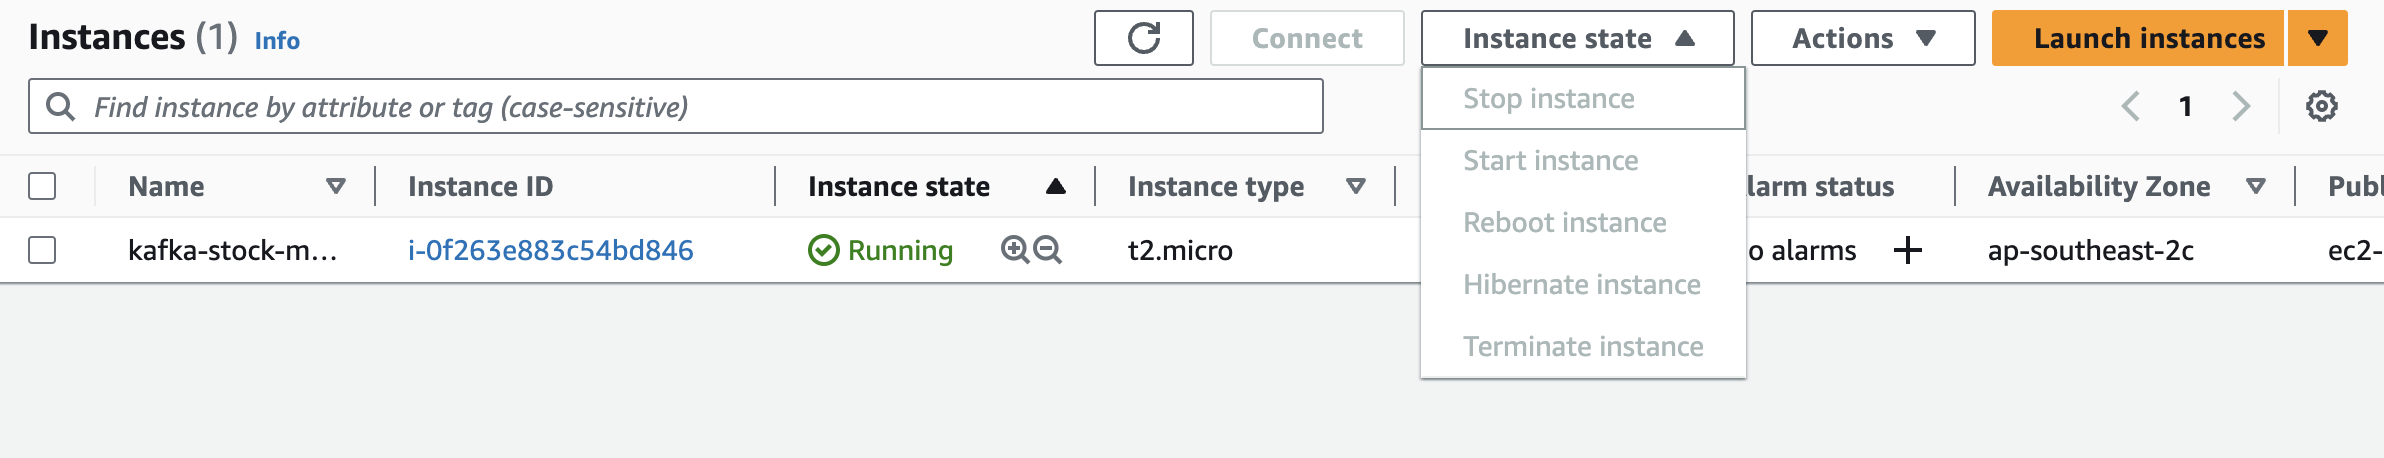 Instances (1) Info Connect Instance state Actions Launch instances
Find instance by attribute or tag (case-sensitive) 1
Stop instance
Start instance
Reboot instance
Hibernate instance
Terminate instance
Name Instance ID Instance state Instance type larm status Availability Zone Publ
kafka-stock-m... i-0f263e883c54bd846 Running t2.micro o alarms ap-southeast-2c ec2-